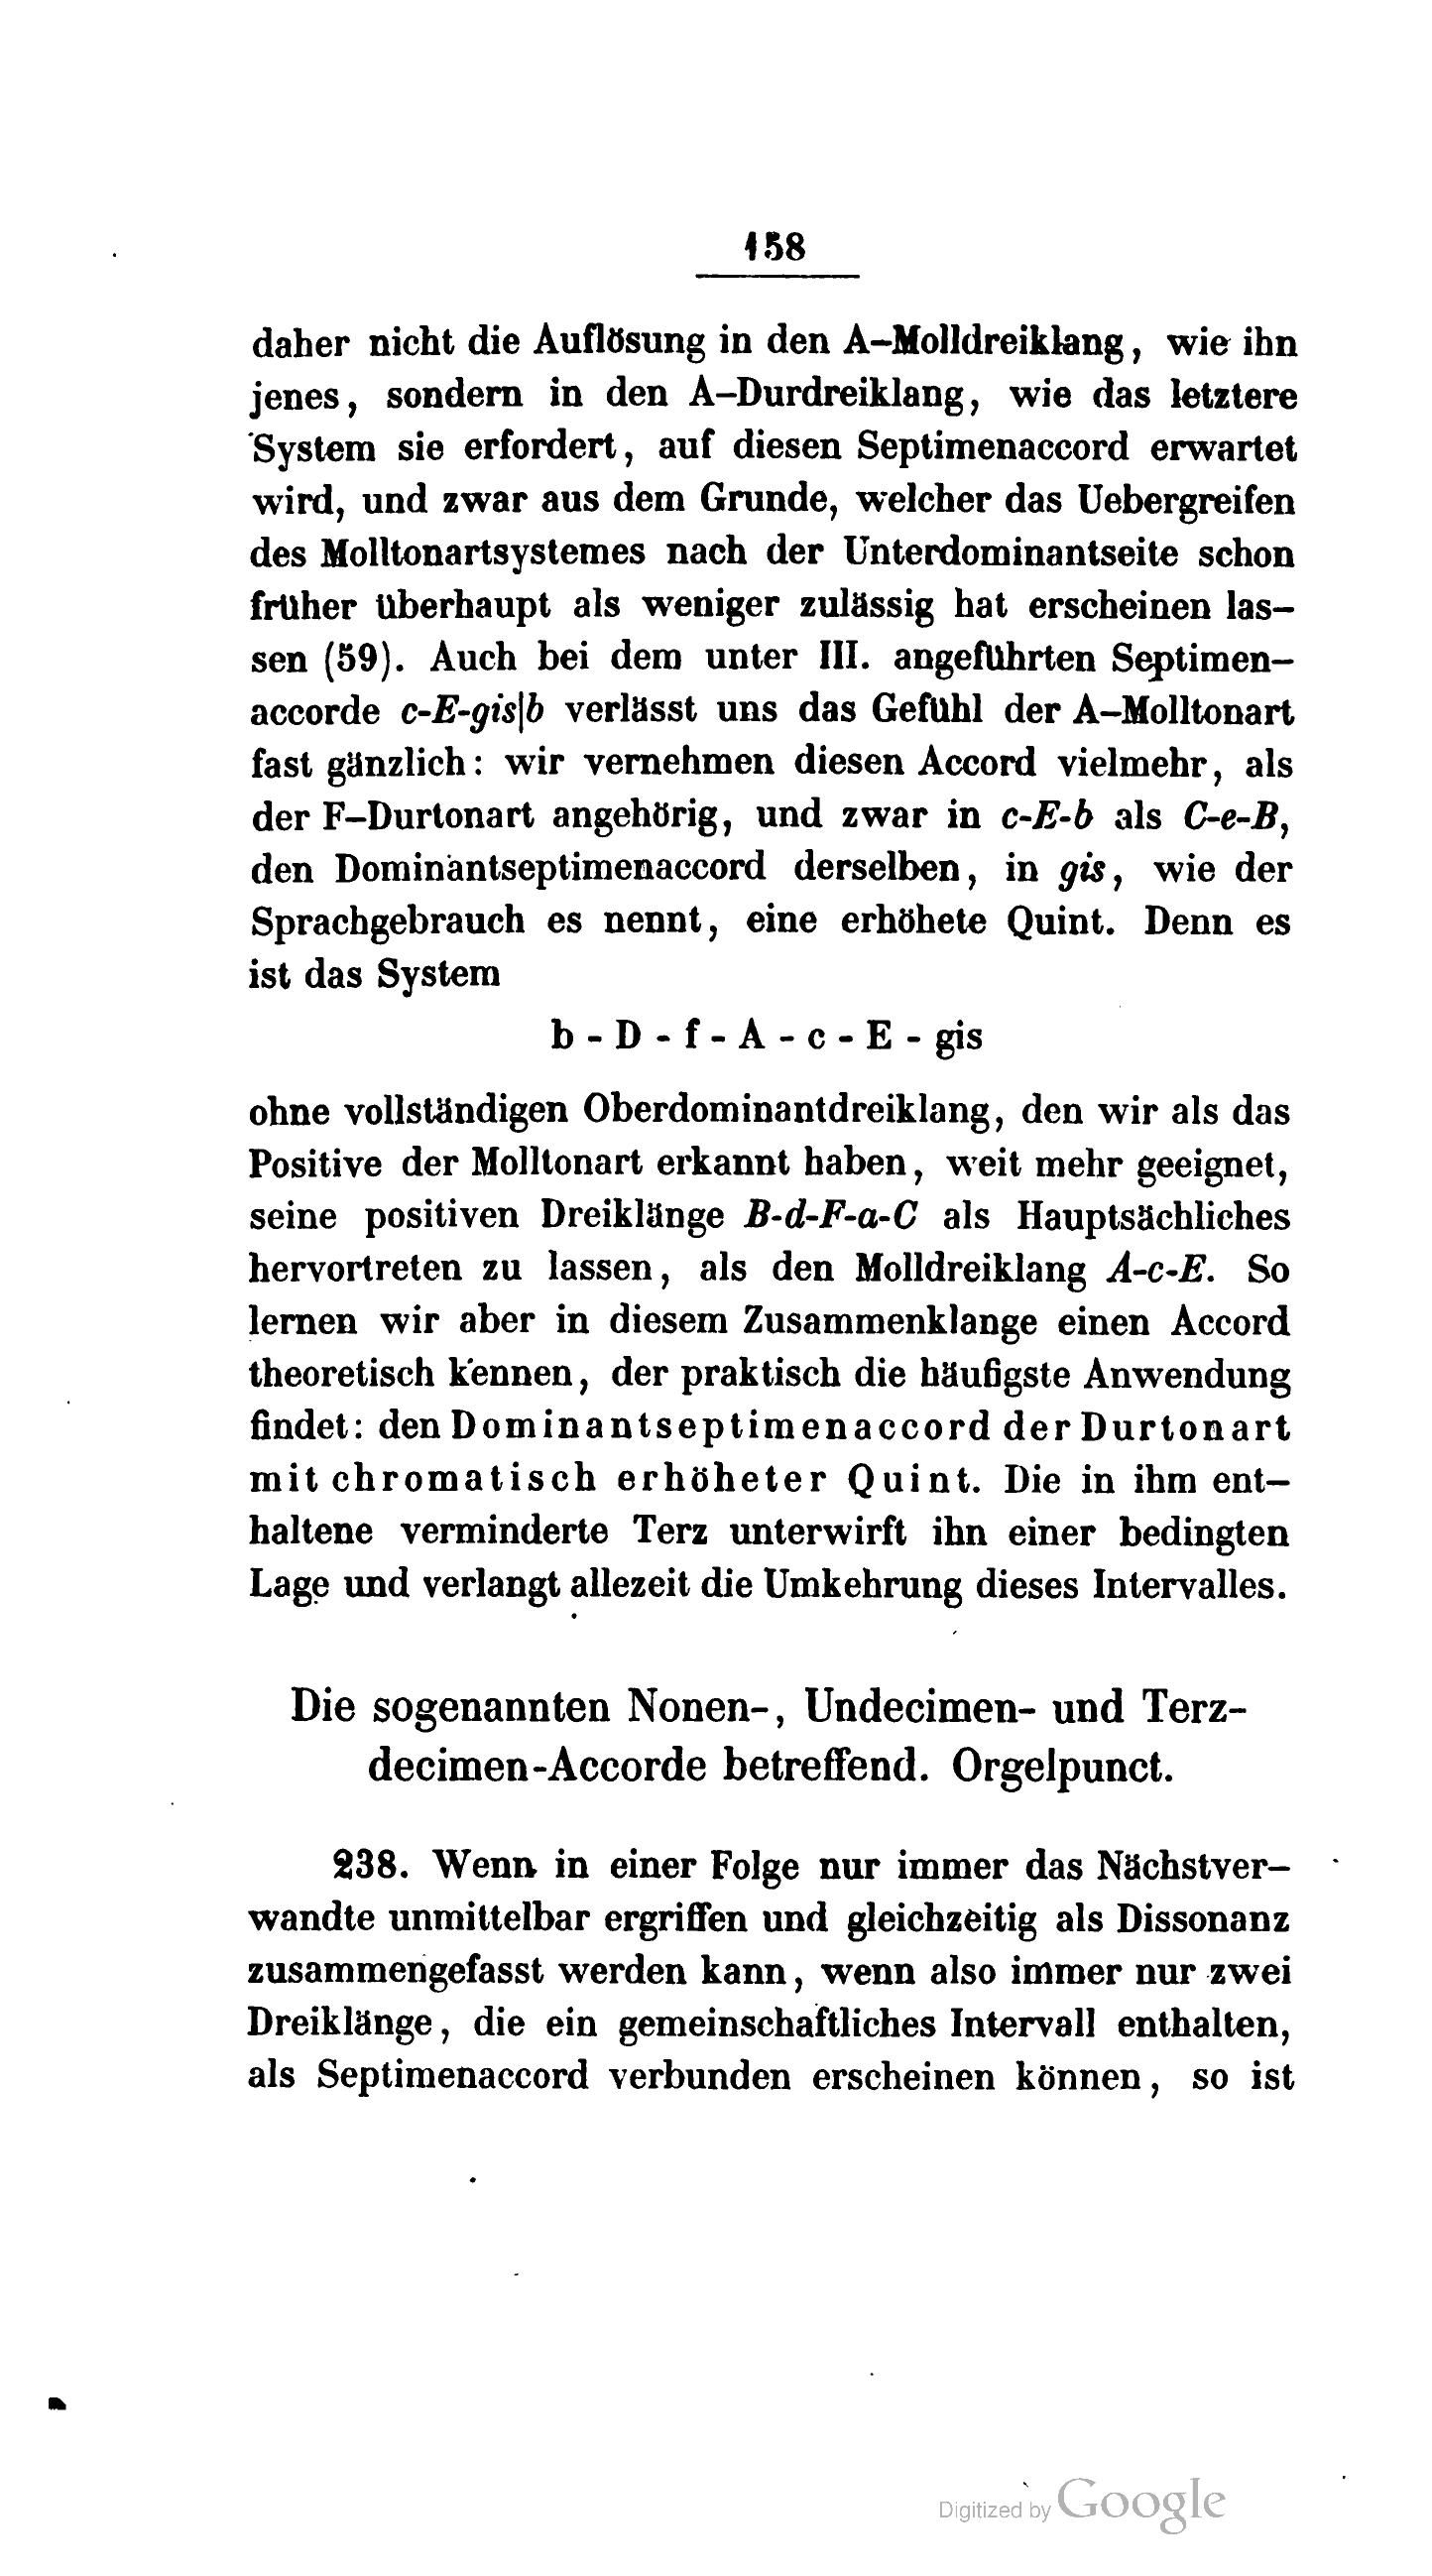 158
daher nicht die Auflösung in den A-Molldreiklang, wie ihn
jenes, sondern in den A-Durdreiklang, wie das letztere
System sie erfordert, auf diesen Septimenaccord erwartet
wird, und zwar aus dem Grunde, welcher das Uebergreifen
des Molltonartsystemes nach der Unterdominantseite schon
früher überhaupt als weniger zulässig hat erscheinen las-
sen (59). Auch bei dem unter III. angeführten Septimen-
accorde c-E-gis|b verlässt uns das Gefühl der A-Molltonart
fast gänzlich: wir vernehmen diesen Accord vielmehr, als
der F-Durtonart angehörig, und zwar in c-E-b als C-e-B,
den Dominantseptimenaccord derselben, in gis, wie der
Sprachgebrauch es nennt, eine erhöhete Quint. Denn es
ist das System
b - D - f - A - c - E - gis
ohne vollständigen Oberdominantdreiklang, den wir als das
Positive der Molltonart erkannt haben, weit mehr geeignet,
seine positiven Dreiklänge B-d-F-a-C als Hauptsächliches
hervortreten zu lassen, als den Molldreiklang A-c-E. So
lernen wir aber in diesem Zusammenklange einen Accord
theoretisch kennen, der praktisch die häufigste Anwendung
findet: den Dominantseptimenaccord der Durtonart
mit chromatisch erhöheter Quint. Die in ihm ent-
haltene verminderte Terz unterwirft ihn einer bedingten
Lage und verlangt allezeit die Umkehrung dieses Intervalles.
Die sogenannten Nonen-, Undecimen- und Terz-
decimen-Accorde betreffend. Orgelpunct.
238. Wenn in einer Folge nur immer das Nächstver-
wandte unmittelbar ergriffen und gleichzeitig als Dissonanz
zusammengefasst werden kann, wenn also immer nur zwei
Dreiklänge, die ein gemeinschaftliches Intervall enthalten,
als Septimenaccord verbunden erscheinen können, so ist
Digitized by Google